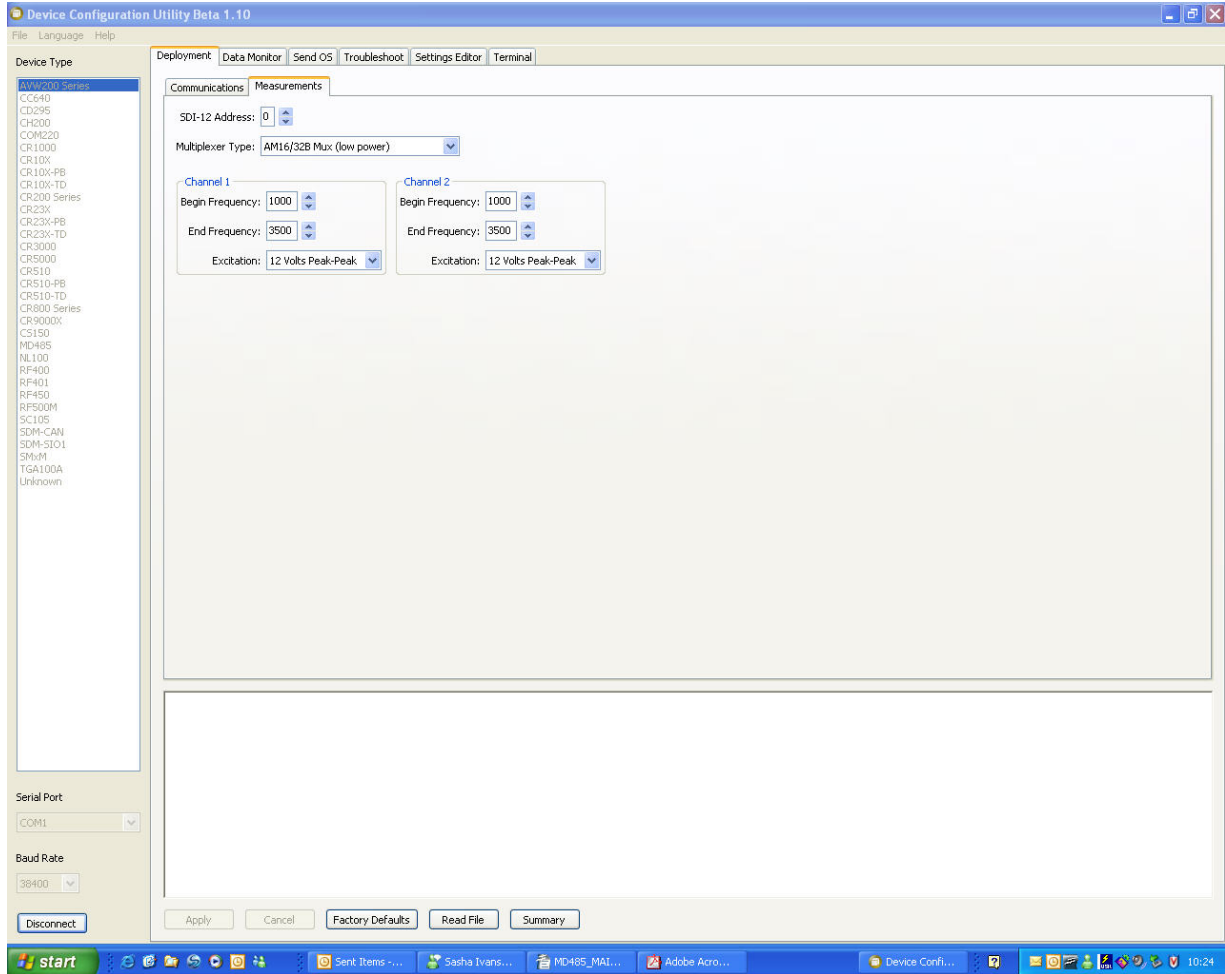 Device Configuration Utility Beta 1.10
File Language Help
Device Type
AVW200 Series
CC640
CD295
CH200
COM220
CR1000
CR10X
CR10X-PB
CR10X-TD
CR200 Series
CR23X
CR23X-PB
CR23X-TD
CR3000
CR5000
CR510
CR510-PB
CR510-TD
CR800 Series
CR9000X
CS150
MD485
NL100
RF400
RF401
RF450
RF500M
SC105
SDM-CAN
SDM-SIO1
SMxM
TGA100A
Unknown
Serial Port
COM1
Baud Rate
38400
Disconnect
Deployment Data Monitor Send OS Troubleshoot Settings Editor Terminal
Communications Measurements
SDI-12 Address: 0
Multiplexer Type: AM16/32B Mux (low power)
Channel 1
Begin Frequency: 1000
End Frequency: 3500
Excitation: 12 Volts Peak-Peak
Channel 2
Begin Frequency: 1000
End Frequency: 3500
Excitation: 12 Volts Peak-Peak
Apply Cancel Factory Defaults Read File Summary
start Sent Items -... Sasha Ivans... MD485_MAI... Adobe Acro... Device Confi... 10:24